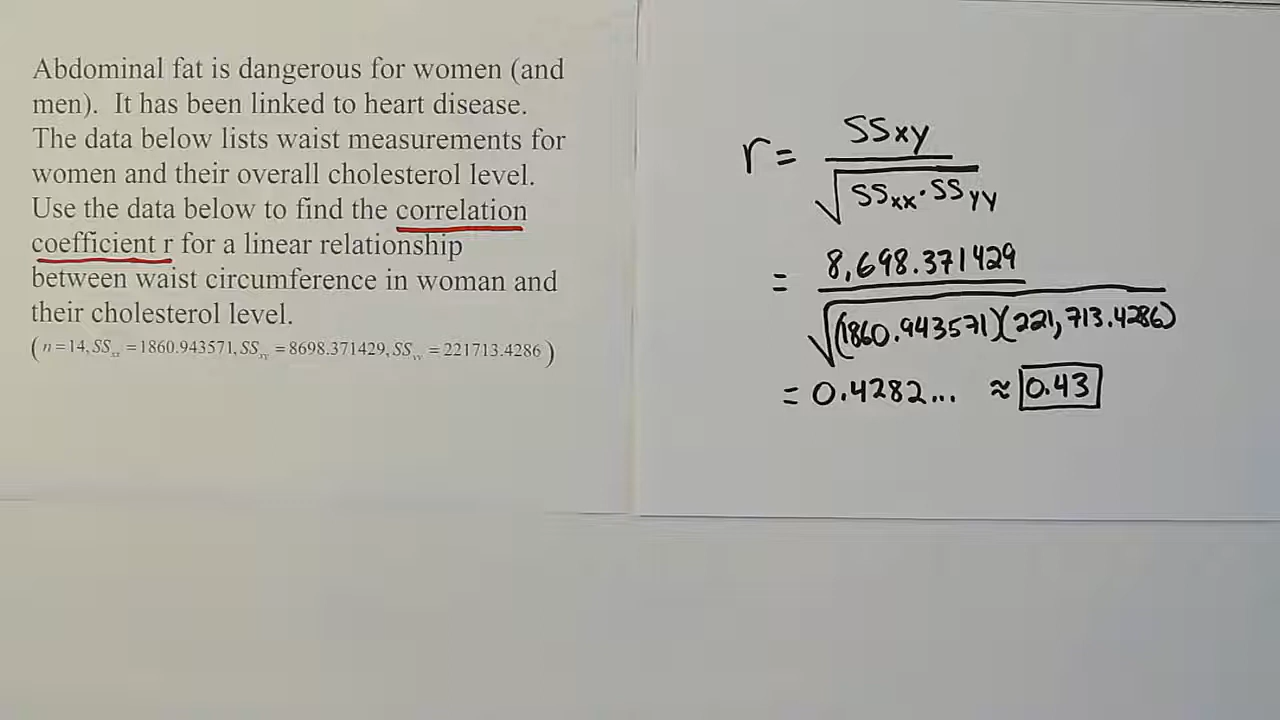 Abdominal fat is dangerous for women (and
men). It has been linked to heart disease.
The data below lists waist measurements for
women and their overall cholesterol level.
Use the data below to find the correlation
coefficient r for a linear relationship
between waist circumference in woman and
their cholesterol level.
(n = 14, SSxx = 1860.943571, SSxy = 8698.371429, SSyy = 221713.4286)
r = SSxy / √(SSxx · SSyy)
= 8,698.371429 / √((1860.943571)(221,713.4286))
= 0.4282... ≈ 0.43